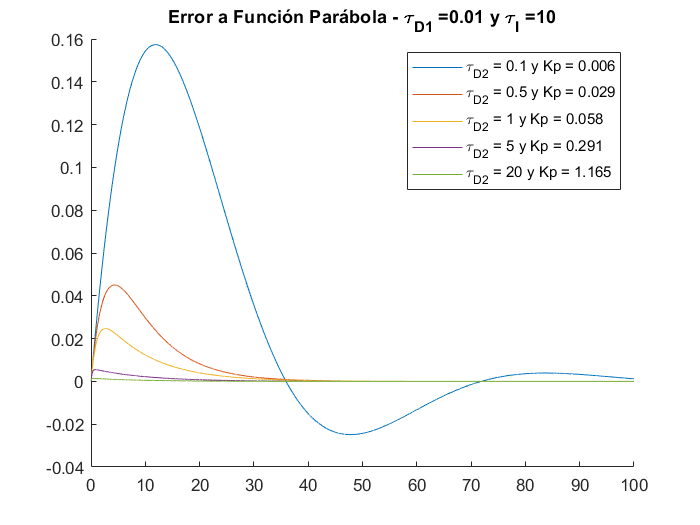 Error a Función Parábola - τD1 =0.01 y τI =10
0.16
0.14
0.12
0.1
0.08
0.06
0.04
0.02
0
-0.02
-0.04
τD2 = 0.1 y Kp = 0.006
τD2 = 0.5 y Kp = 0.029
τD2 = 1 y Kp = 0.058
τD2 = 5 y Kp = 0.291
τD2 = 20 y Kp = 1.165
0 10 20 30 40 50 60 70 80 90 100